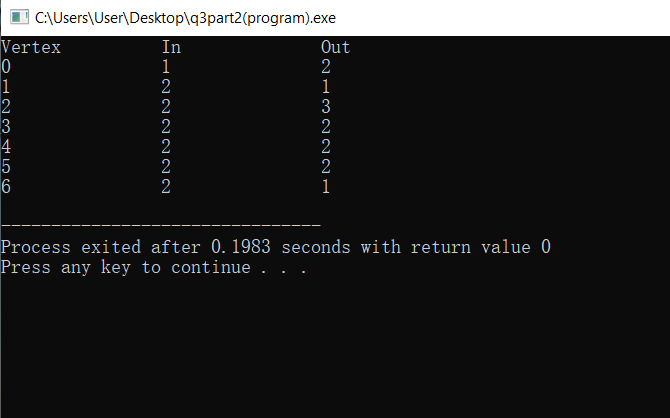 C:\Users\User\Desktop\q3part2(program).exe
Vertex In Out
0 1 2
1 2 1
2 2 3
3 2 2
4 2 2
5 2 2
6 2 1
--------------------------------
Process exited after 0.1983 seconds with return value 0
Press any key to continue . . .